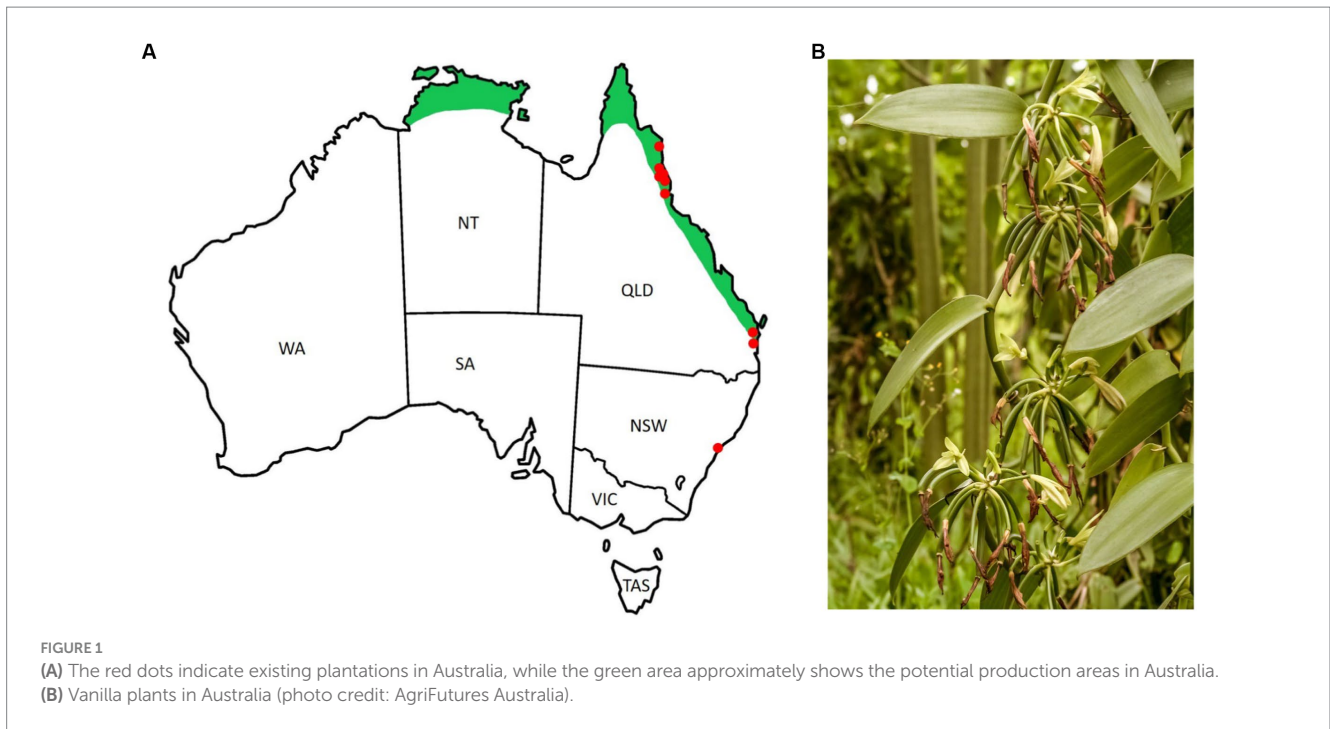 A
B
NT
QLD
WA
SA
NSW
VIC
TAS
FIGURE 1
(A) The red dots indicate existing plantations in Australia, while the green area approximately shows the potential production areas in Australia.
(B) Vanilla plants in Australia (photo credit: AgriFutures Australia).